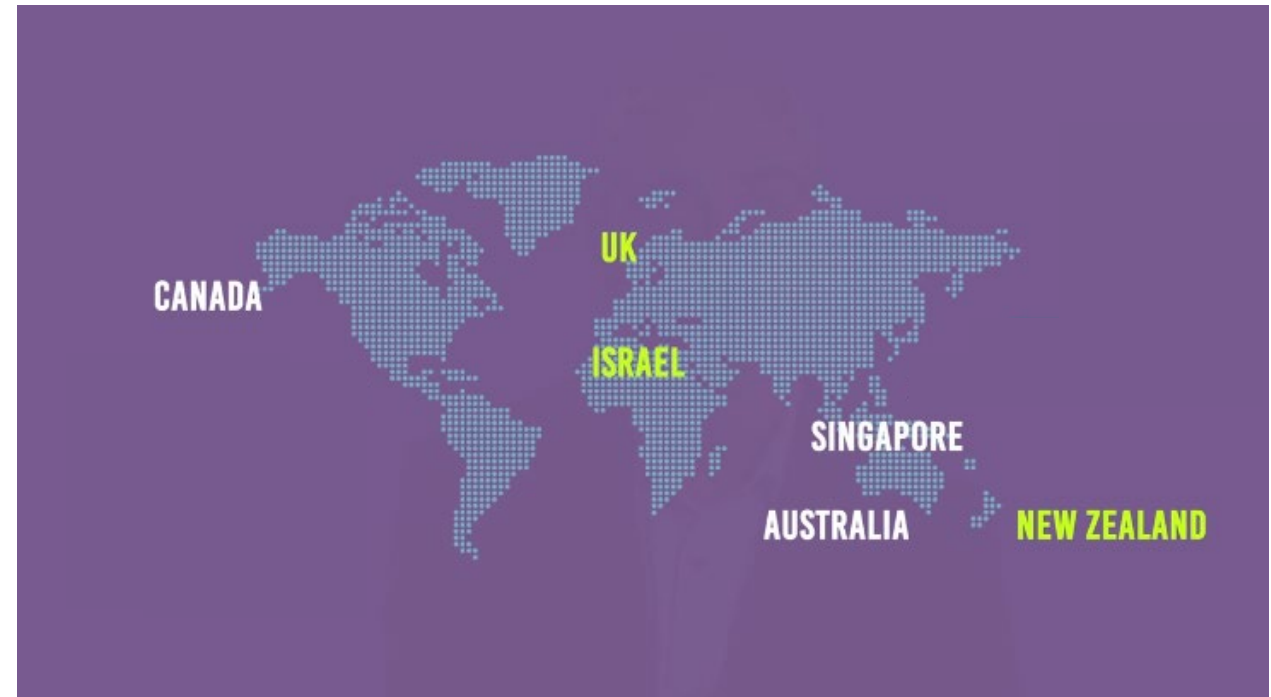 UK
CANADA
ISRAEL
SINGAPORE
AUSTRALIA
NEW ZEALAND